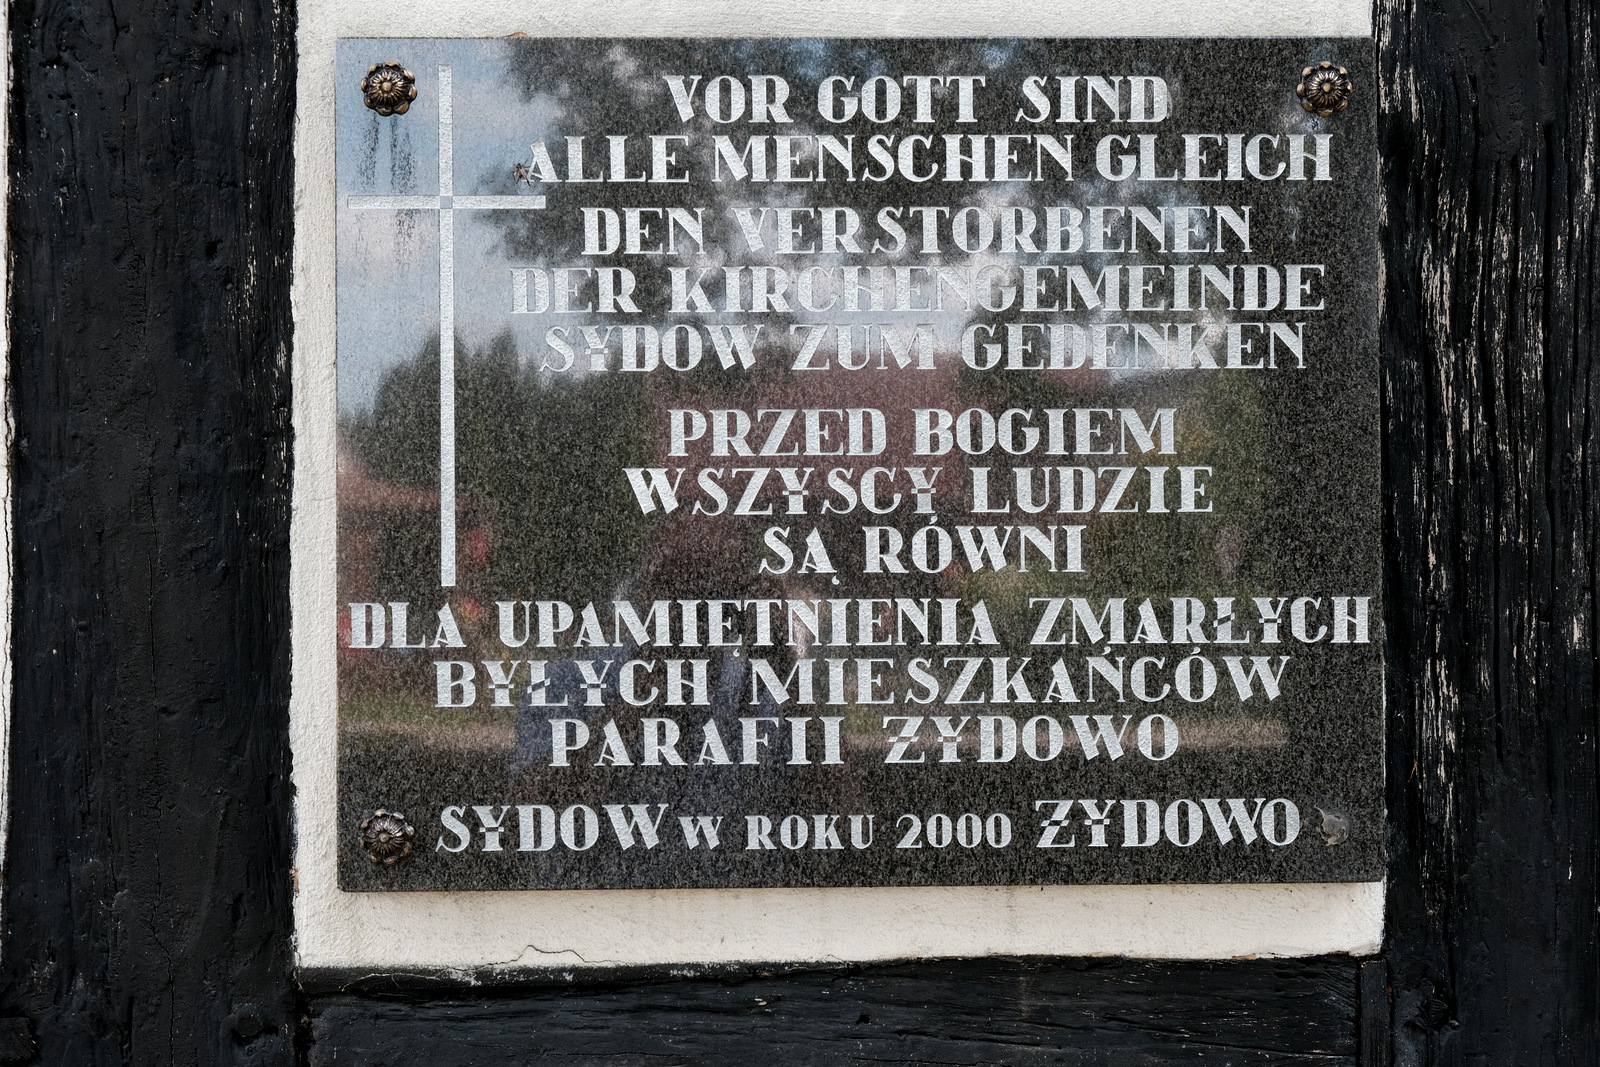 VOR GOTT SIND
ALLE MENSCHEN GLEICH
DEN VERSTORBENEN
DER KIRCHENGEMEINDE
SYDOW ZUM GEDENKEN
PRZED BOGIEM
WSZYSCY LUDZIE
SĄ RÓWNI
DLA UPAMIĘTNIENIA ZMARŁYCH
BYŁYCH MIESZKAŃCÓW
PARAFII ŻYDOWO
SYDOW W ROKU 2000 ŻYDOWO